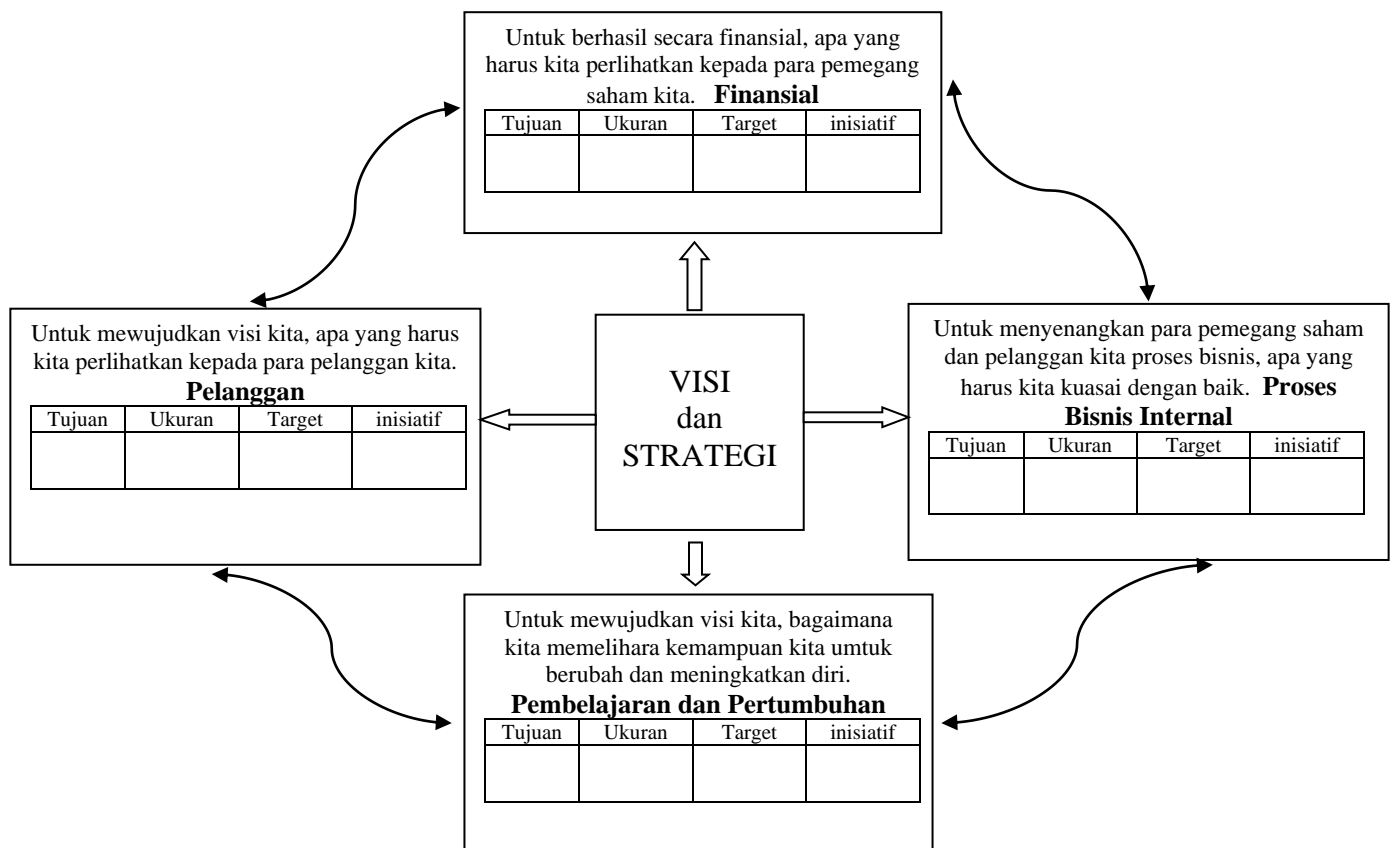 Untuk berhasil secara finansial, apa yang
harus kita perlihatkan kepada para pemegang
saham kita. Finansial
Tujuan Ukuran Target inisiatif
Untuk mewujudkan visi kita, apa yang harus
kita perlihatkan kepada para pelanggan kita.
Pelanggan
Tujuan Ukuran Target inisiatif
VISI
dan
STRATEGI
Untuk menyenangkan para pemegang saham
dan pelanggan kita proses bisnis, apa yang
harus kita kuasai dengan baik. Proses
Bisnis Internal
Tujuan Ukuran Target inisiatif
Untuk mewujudkan visi kita, bagaimana
kita memelihara kemampuan kita umtuk
berubah dan meningkatkan diri.
Pembelajaran dan Pertumbuhan
Tujuan Ukuran Target inisiatif